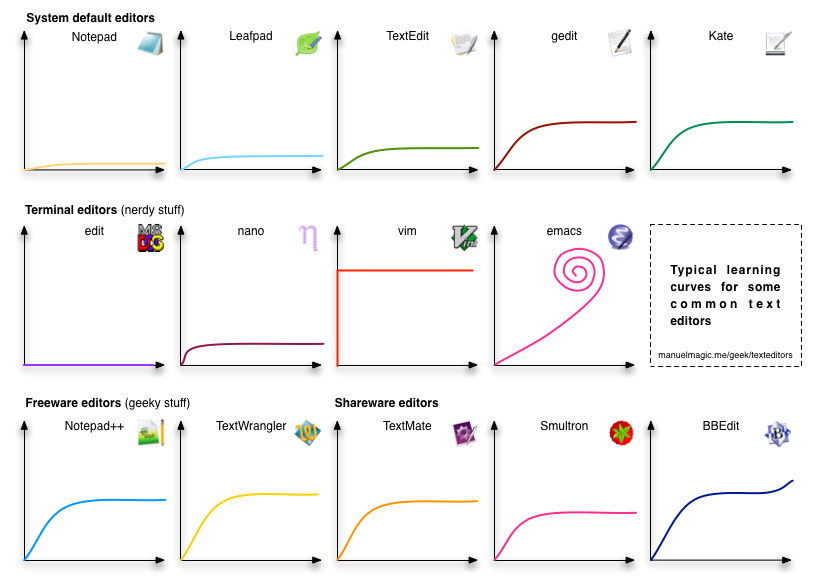 System default editors
Notepad
Leafpad
TextEdit
gedit
Kate
Terminal editors (nerdy stuff)
edit
nano
vim
emacs
Typical learning
curves for some
common text
editors
manuelmagic.me/geek/texteditors
Freeware editors (geeky stuff)
Shareware editors
Notepad++
TextWrangler
TextMate
Smultron
BBEdit